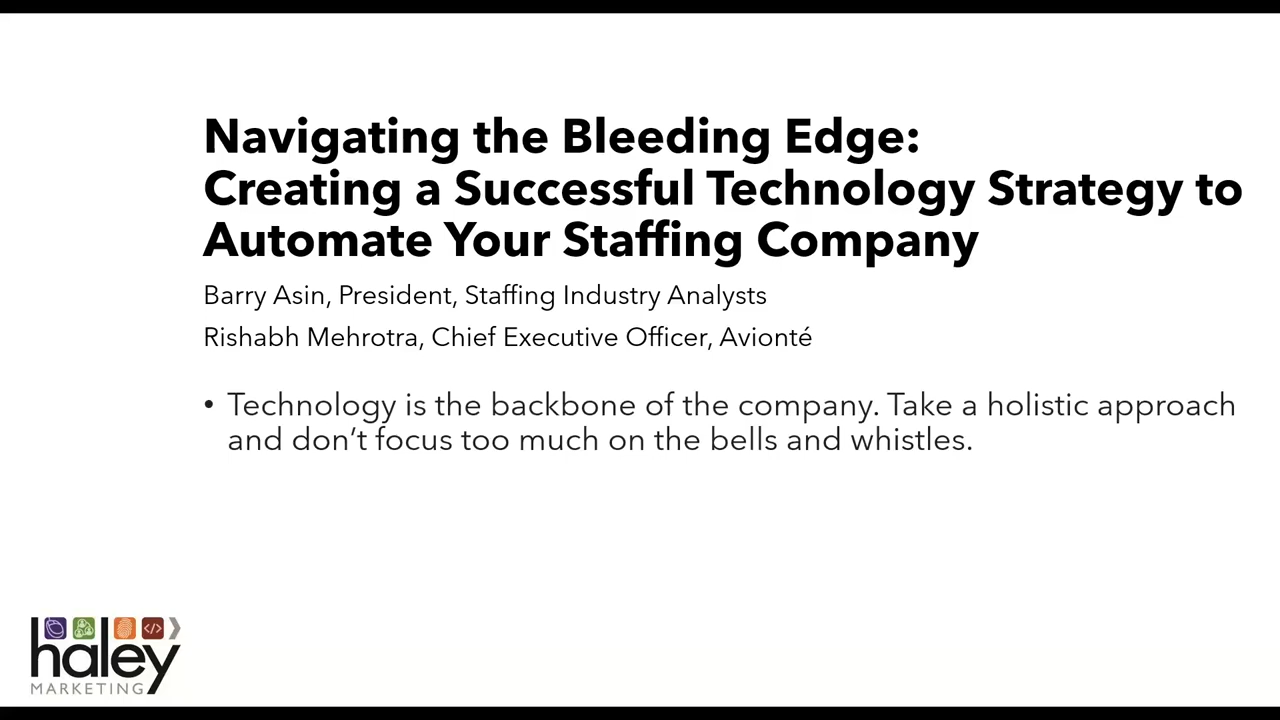 Navigating the Bleeding Edge:
Creating a Successful Technology Strategy to
Automate Your Staffing Company
Barry Asin, President, Staffing Industry Analysts
Rishabh Mehrotra, Chief Executive Officer, Avionté
• Technology is the backbone of the company. Take a holistic approach
and don’t focus too much on the bells and whistles.
haley
MARKETING